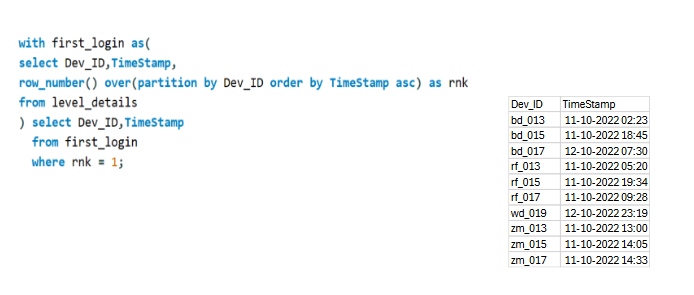 with first_login as(
select Dev_ID,TimeStamp,
row_number() over(partition by Dev_ID order by TimeStamp asc) as rnk
from level_details
) select Dev_ID,TimeStamp
from first_login
where rnk = 1;
Dev_ID TimeStamp
bd_013 11-10-2022 02:23
bd_015 11-10-2022 18:45
bd_017 12-10-2022 07:30
rf_013 11-10-2022 05:20
rf_015 11-10-2022 19:34
rf_017 11-10-2022 09:28
wd_019 12-10-2022 23:19
zm_013 11-10-2022 13:00
zm_015 11-10-2022 14:05
zm_017 11-10-2022 14:33